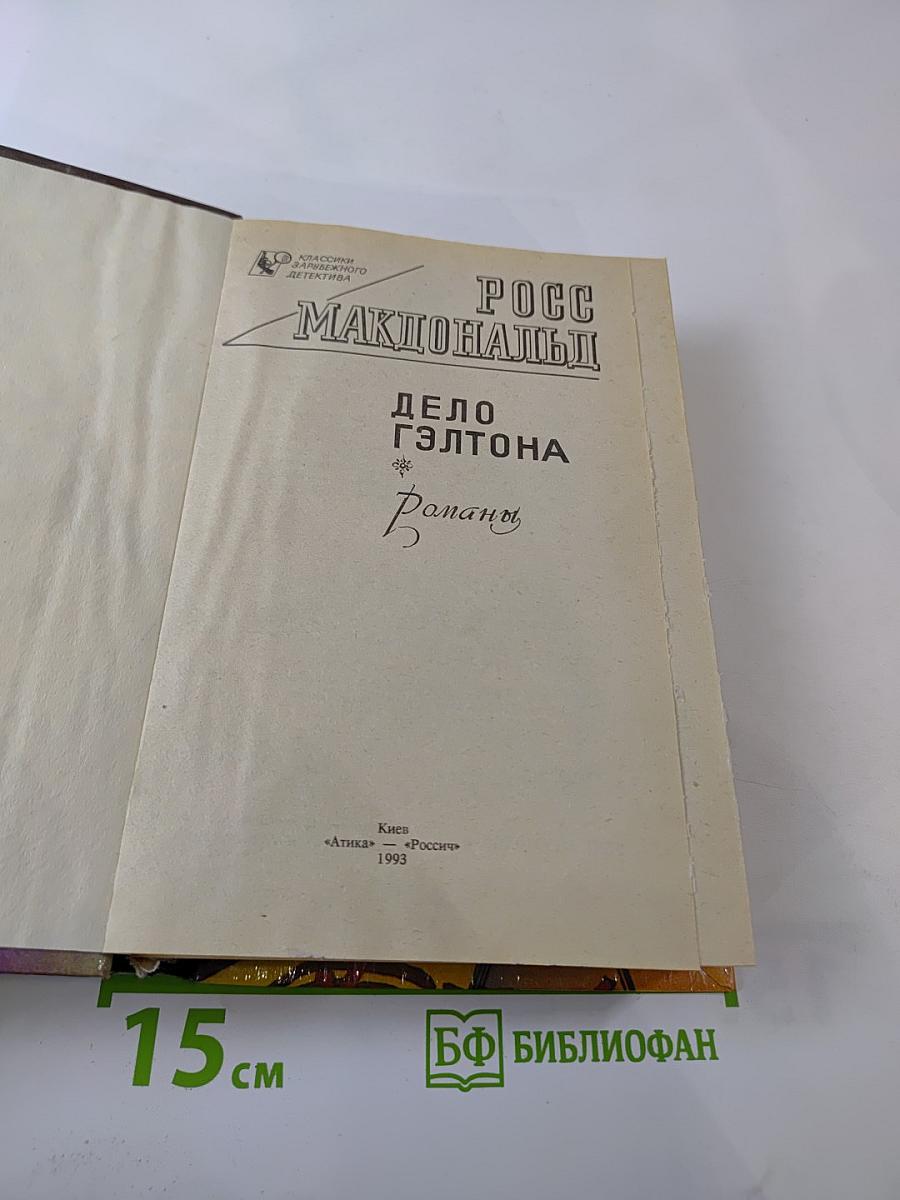 КЛАССИКИ
ЗАРУБЕЖНОГО
ДЕТЕКТИВА
РОСС
МАКДОНАЛЬД
ДЕЛО
ГЭЛТОНА
Романы
Киев
«Атика» — «Россич»
1993
15 см
БФ БИБЛИОФАН